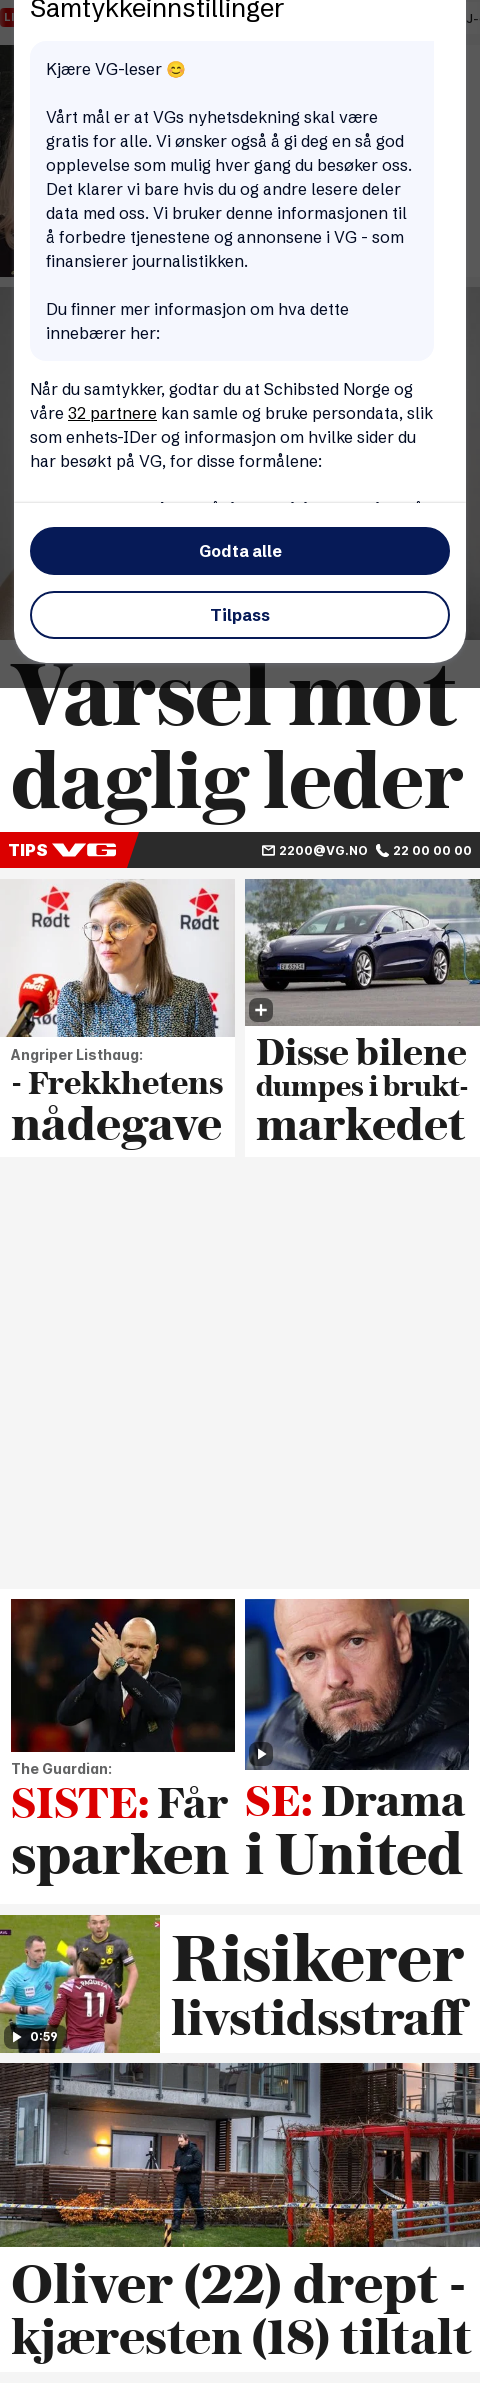 Samtykkeinnstillinger
Kjære VG-leser 😊
Vårt mål er at VGs nyhetsdekning skal være
gratis for alle. Vi ønsker også å gi deg en så god
opplevelse som mulig hver gang du besøker oss.
Det klarer vi bare hvis du og andre lesere deler
data med oss. Vi bruker denne informasjonen til
å forbedre tjenestene og annonsene i VG - som
finansierer journalistikken.
Du finner mer informasjon om hva dette
innebærer her:
Når du samtykker, godtar du at Schibsted Norge og
våre 32 partnere kan samle og bruke persondata, slik
som enhets-IDer og informasjon om hvilke sider du
har besøkt på VG, for disse formålene:
Godta alle
Tilpass
Varsel mot
daglig leder
TIPS VG 2200@VG.NO 22 00 00 00
Rødt
Rødt
Rødt
Angriper Listhaug:
- Frekkhetens
nådegave
Disse bilene
dumpes i brukt-
markedet
The Guardian:
SISTE: Får
sparken
SE: Drama
i United
11
0:59
Risikerer
livstidsstraff
Oliver (22) drept -
kjæresten (18) tiltalt